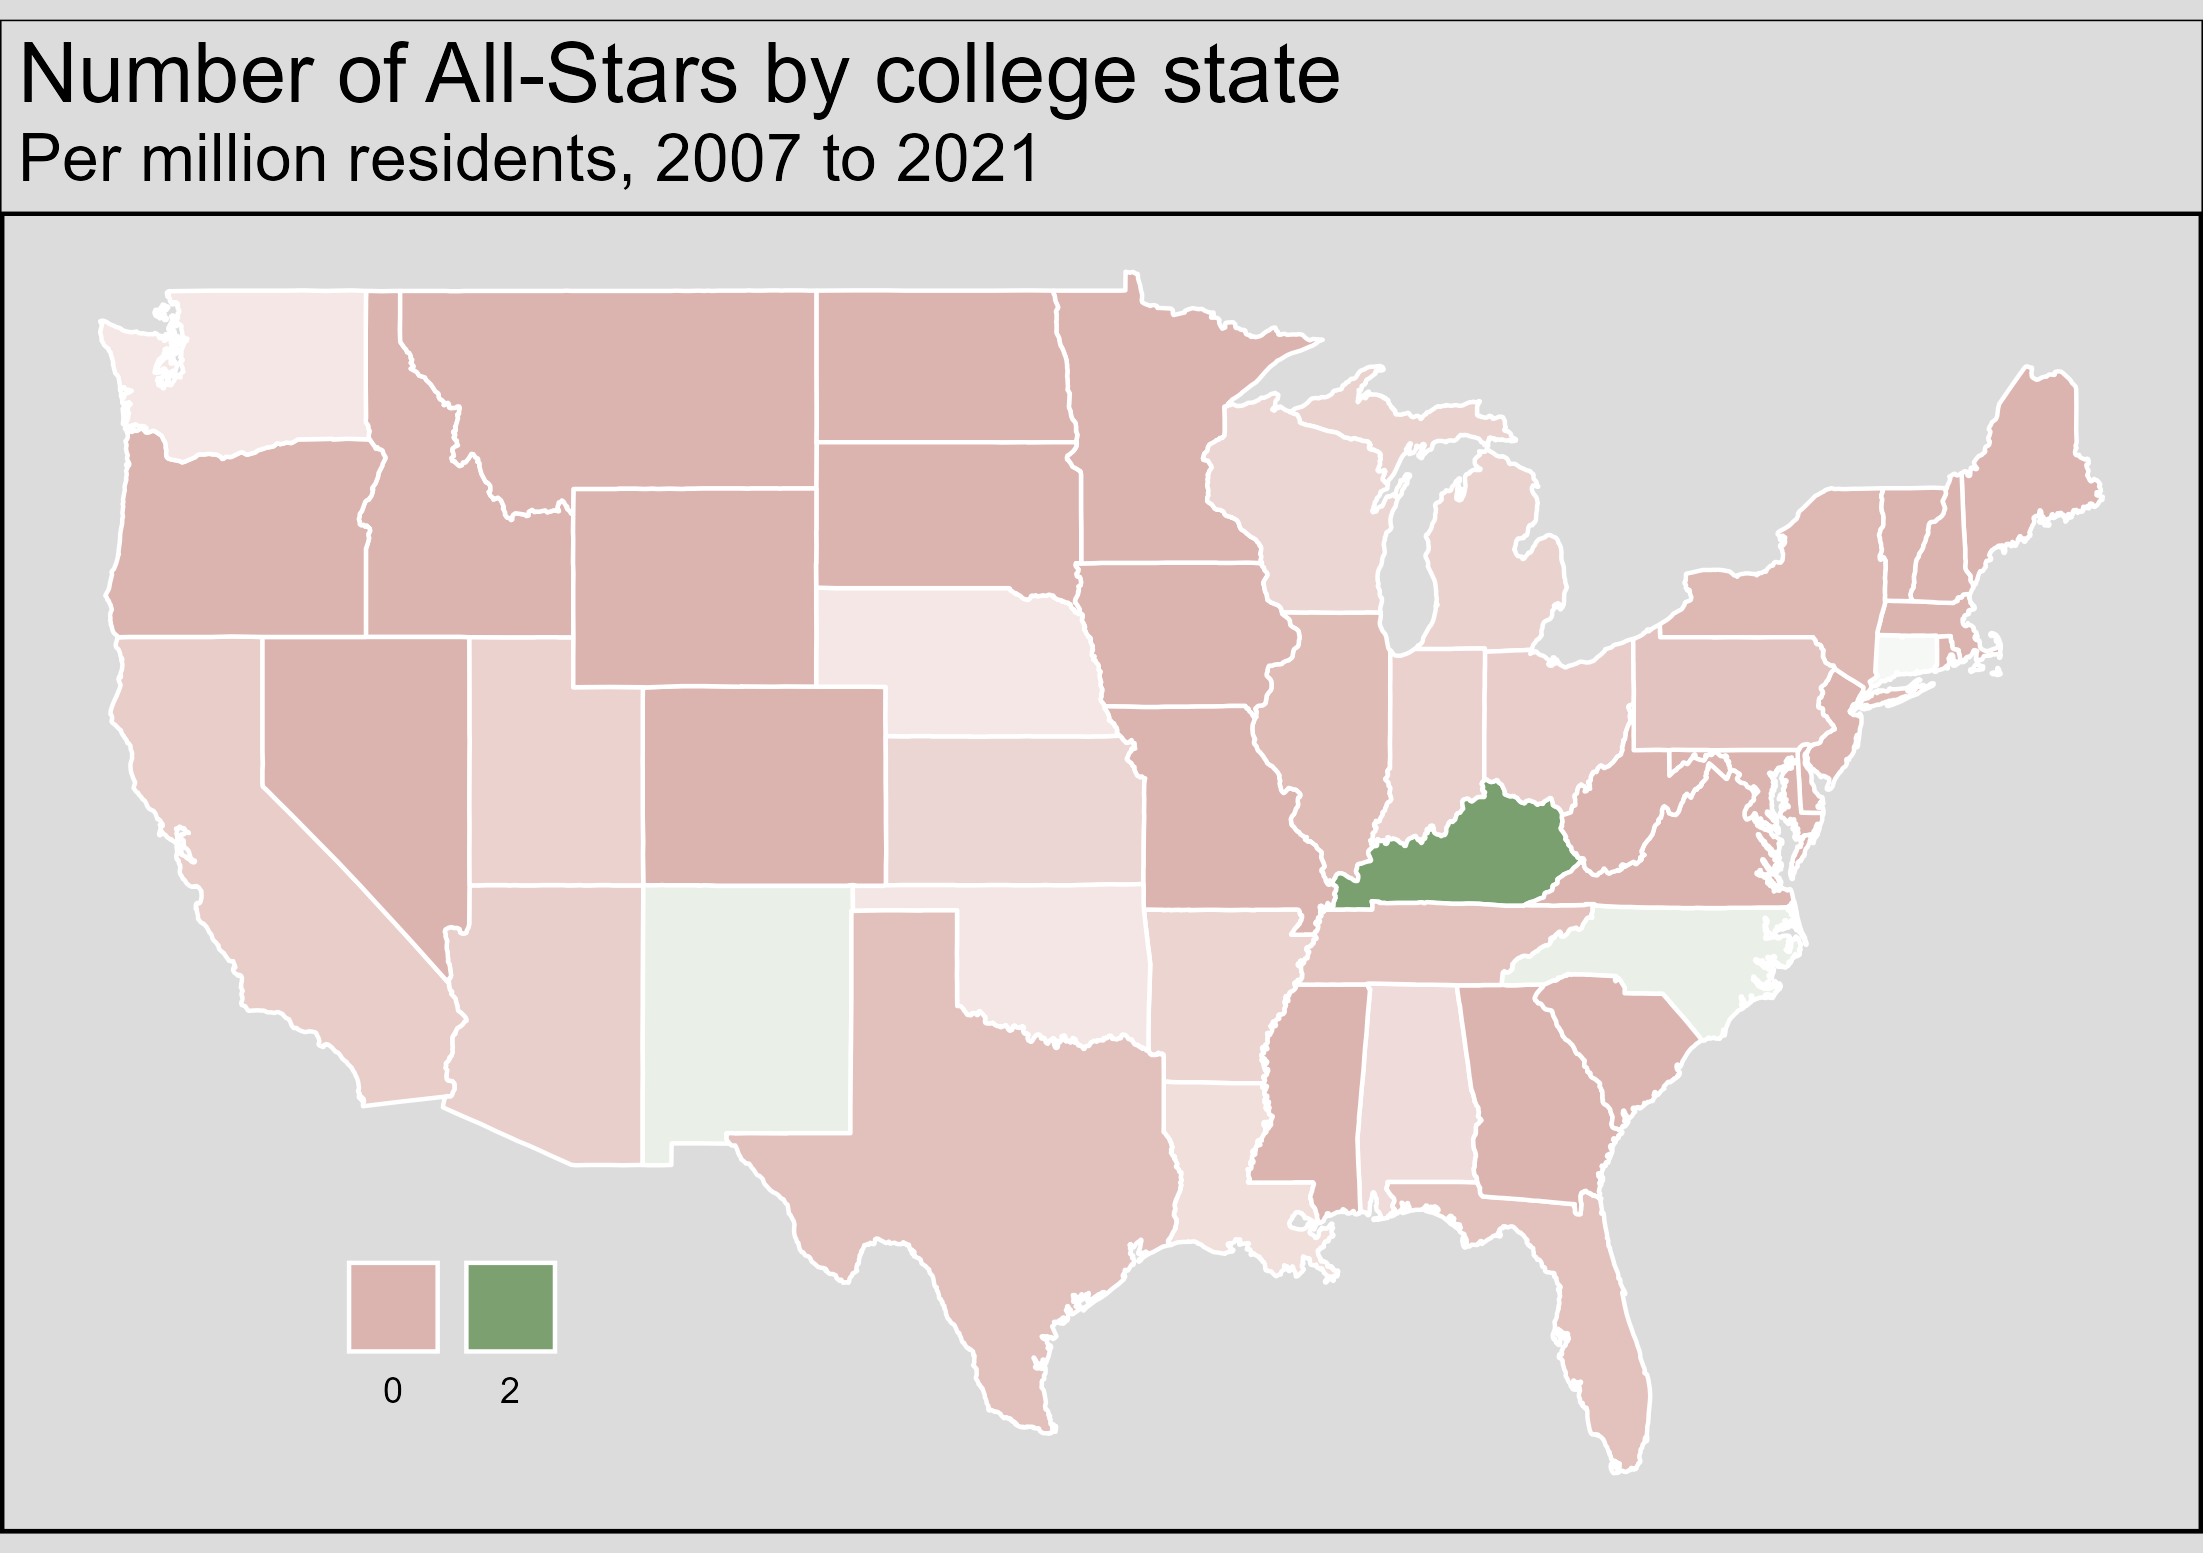 Number of All-Stars by college state
Per million residents, 2007 to 2021
0 2